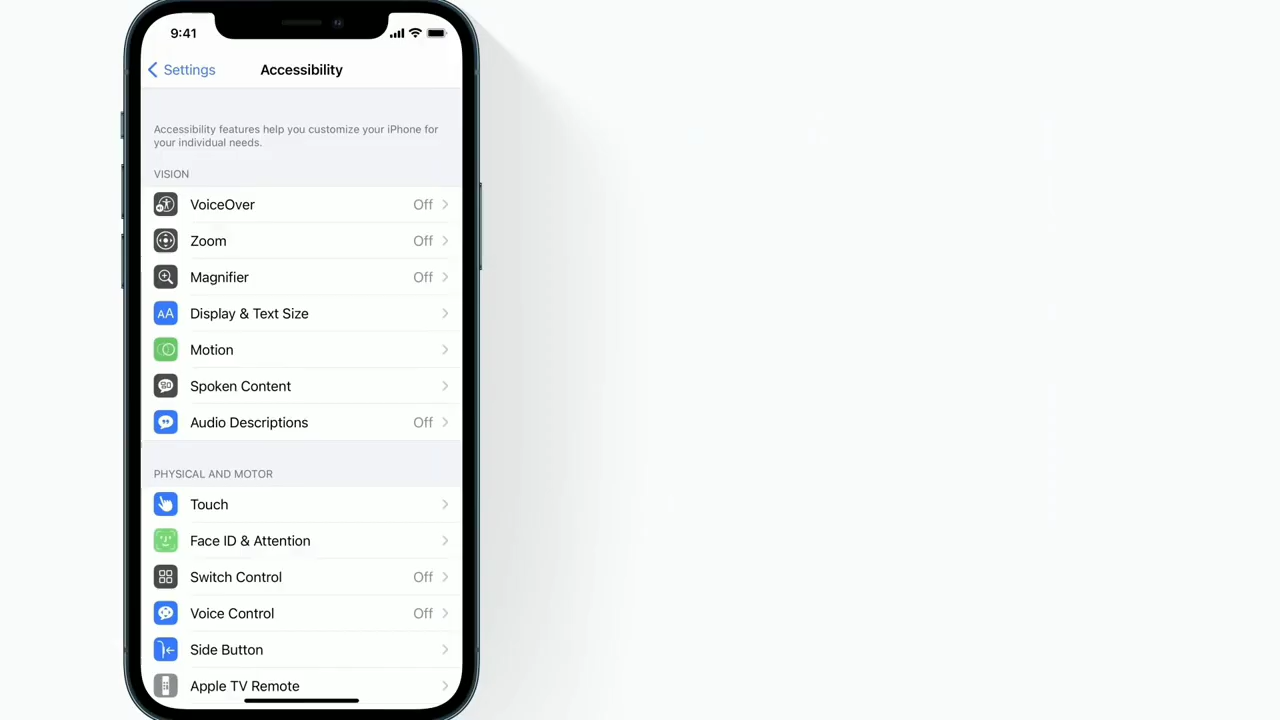 9:41
Settings
Accessibility
Accessibility features help you customize your iPhone for
your individual needs.
VISION
VoiceOver Off
Zoom Off
Magnifier Off
AA Display & Text Size
Motion
Spoken Content
Audio Descriptions Off
PHYSICAL AND MOTOR
Touch
Face ID & Attention
Switch Control Off
Voice Control Off
Side Button
Apple TV Remote